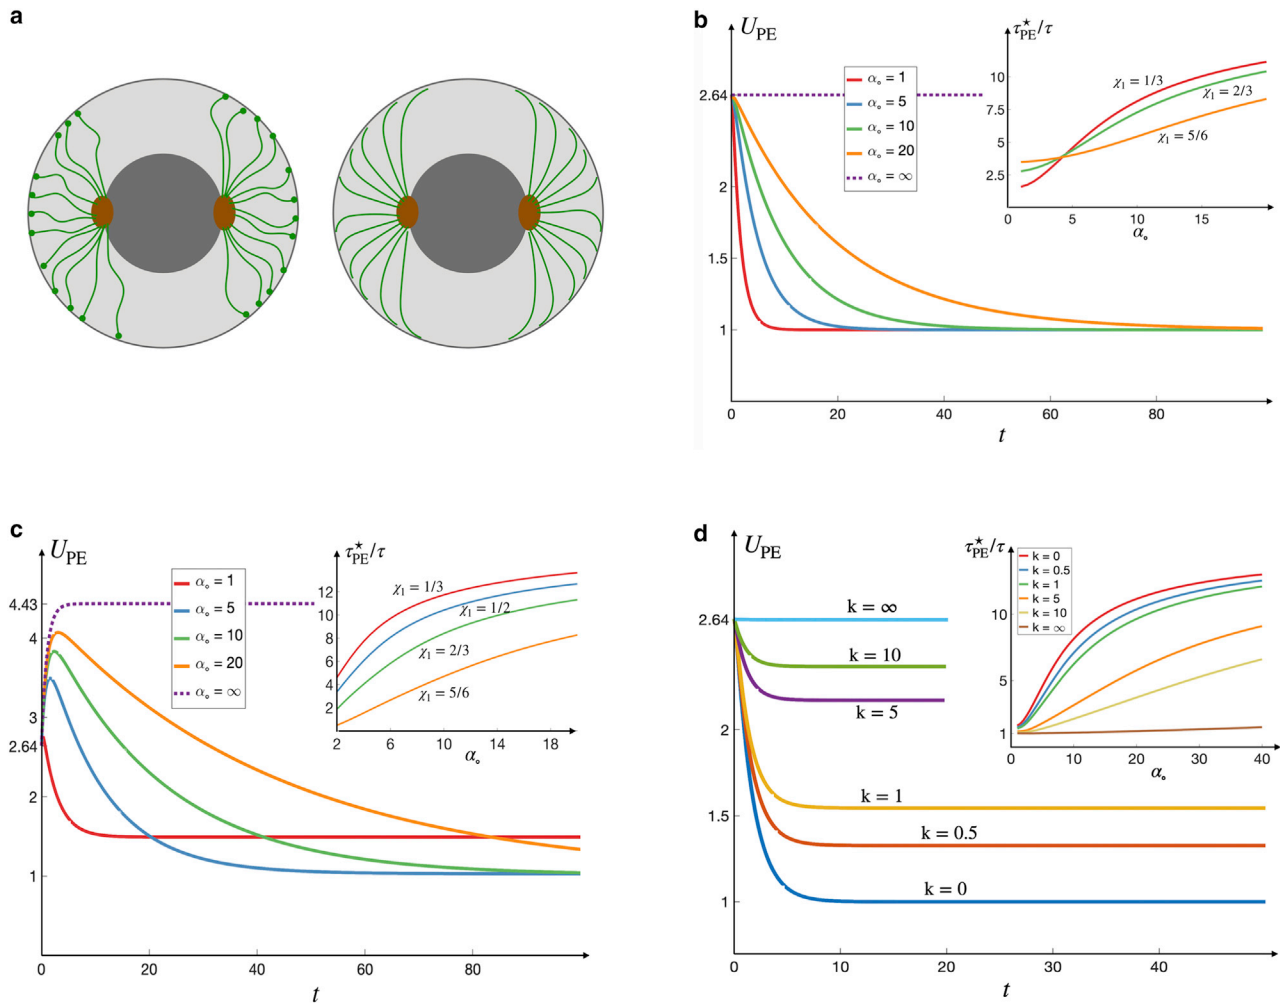 a
b
U_PE
2.64
2
1.5
1
α∘ = 1
α∘ = 5
α∘ = 10
α∘ = 20
α∘ = ∞
0
20
40
60
80
t
τ*_PE/τ
10
7.5
5
2.5
χ₁ = 1/3
χ₁ = 2/3
χ₁ = 5/6
0
5
10
15
α∘
c
U_PE
4.43
4
3
2.64
2
1
α∘ = 1
α∘ = 5
α∘ = 10
α∘ = 20
α∘ = ∞
0
20
40
60
80
t
τ*_PE/τ
12
10
8
6
4
2
χ₁ = 1/3
χ₁ = 1/2
χ₁ = 2/3
χ₁ = 5/6
2
6
10
14
18
α∘
d
U_PE
2.64
2
1.5
1
k = ∞
k = 10
k = 5
k = 1
k = 0.5
k = 0
0
10
20
30
40
t
τ*_PE/τ
k = 0
k = 0.5
k = 1
k = 5
k = 10
k = ∞
10
5
1
0
10
20
30
40
α∘